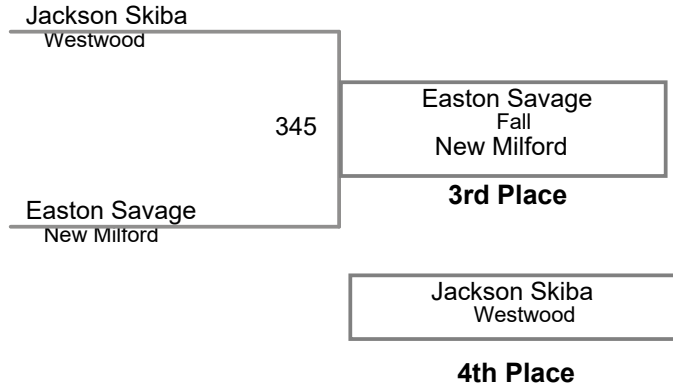 Jackson Skiba
Westwood
345
Easton Savage
Fall
New Milford
3rd Place
Easton Savage
New Milford
Jackson Skiba
Westwood
4th Place